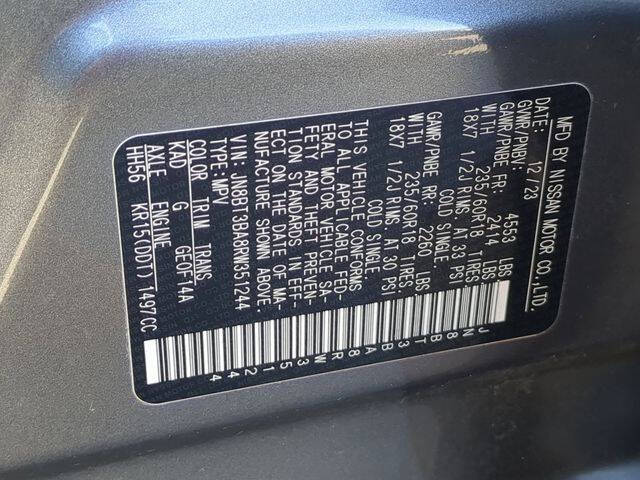 MFD BY NISSAN MOTOR CO.,LTD.
DATE: 12/23
GVWR/PNBV: 4553 LBS
GAWR/PNBE FR: 2414 LBS
WITH 235/60R18 TIRES
18X7 1/2J RIMS AT 33 PSI
COLD SINGLE
GAWR/PNBE RR: 2260 LBS
WITH 235/60R18 TIRES
18X7 1/2J RIMS AT 30 PSI
COLD SINGLE
THIS VEHICLE CONFORMS
TO ALL APPLICABLE FED-
ERAL MOTOR VEHICLE SA-
FETY AND THEFT PREVEN-
TION STANDARDS IN EFF-
ECT ON THE DATE OF MA-
NUFACTURE SHOWN ABOVE.
VIN: JN8BT3BA8RW351244
TYPE: MPV
COLOR TRIM TRANS
KAD G GE0F14A
AXLE ENGINE
HH56 KR15(DDT) 1497CC
JN8BT3BA8RW351244